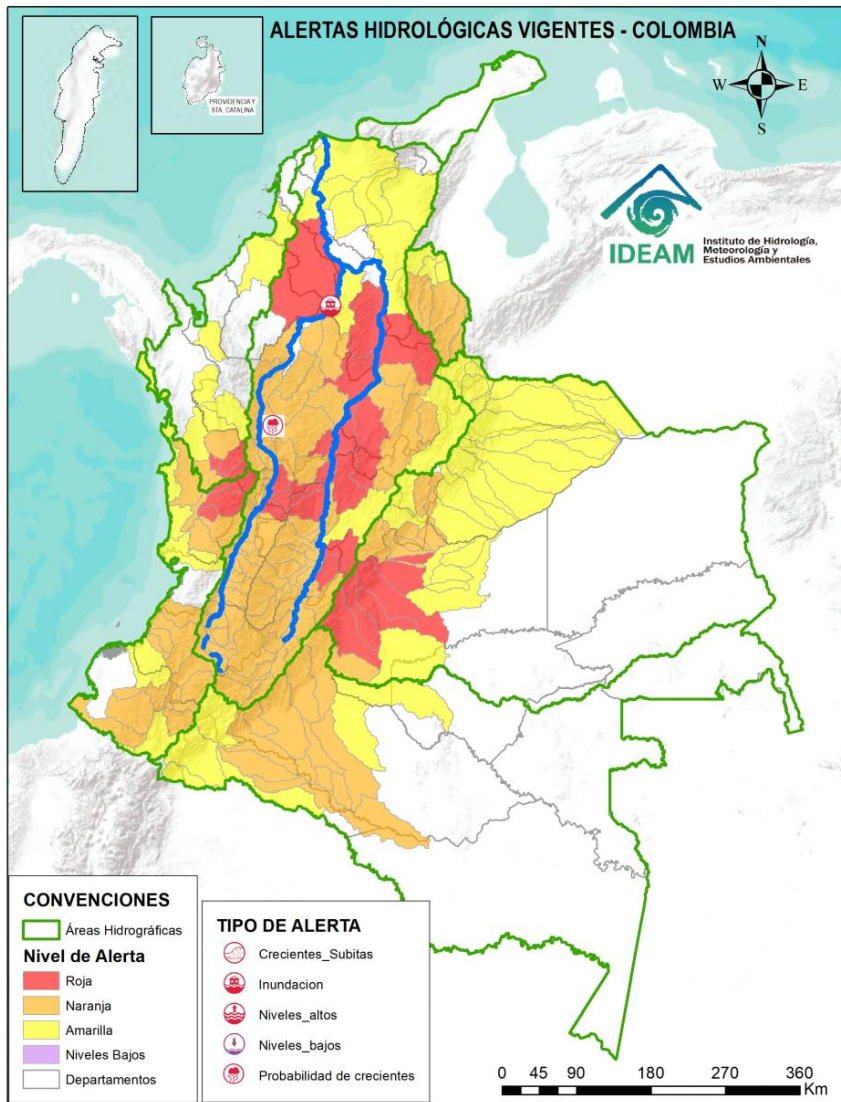 ALERTAS HIDROLÓGICAS VIGENTES - COLOMBIA
PROVIDENCIA Y
STA. CATALINA
N
W
E
S
IDEAM
Instituto de Hidrología,
Meteorología y
Estudios Ambientales
CONVENCIONES
Áreas Hidrográficas
Nivel de Alerta
Roja
Naranja
Amarilla
Niveles Bajos
Departamentos
TIPO DE ALERTA
Crecientes_Subitas
Inundacion
Niveles_altos
Niveles_bajos
Probabilidad de crecientes
0 45 90 180 270 360
Km